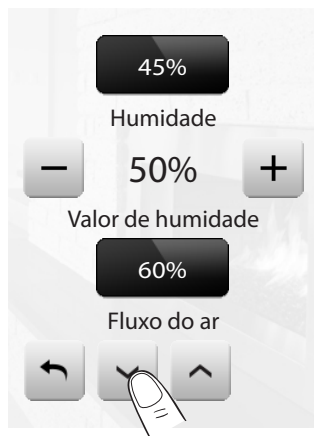 45%
Humidade
− 50% +
Valor de humidade
60%
Fluxo do ar